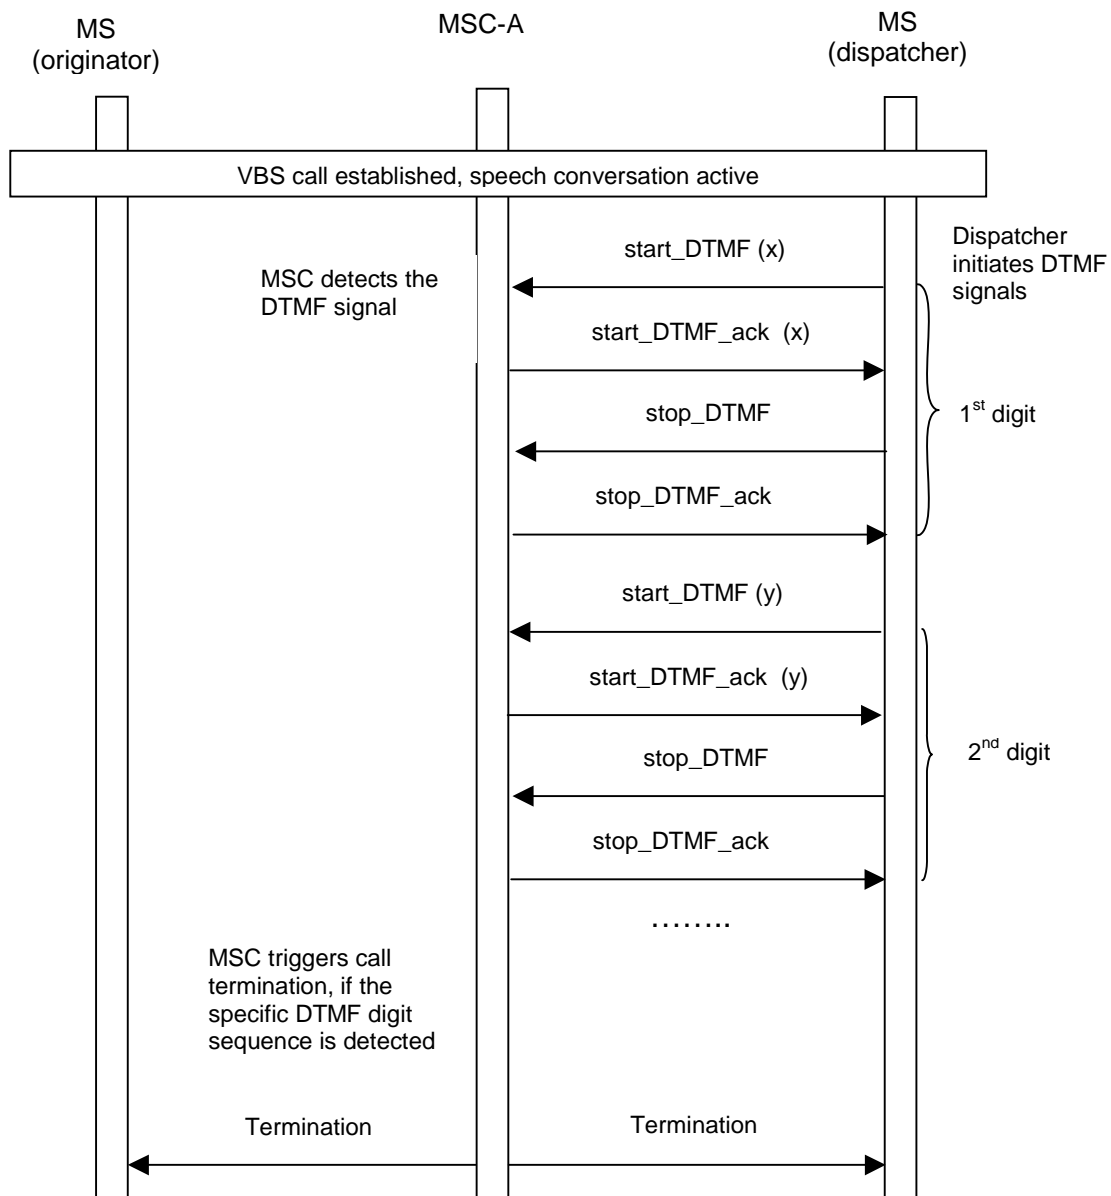 MS
(originator)
MSC-A
MS
(dispatcher)
VBS call established, speech conversation active
start_DTMF (x)
Dispatcher
initiates DTMF
signals
MSC detects the
DTMF signal
start_DTMF_ack (x)
stop_DTMF
1st digit
stop_DTMF_ack
start_DTMF (y)
start_DTMF_ack (y)
stop_DTMF
2nd digit
stop_DTMF_ack
........
MSC triggers call
termination, if the
specific DTMF digit
sequence is detected
Termination
Termination